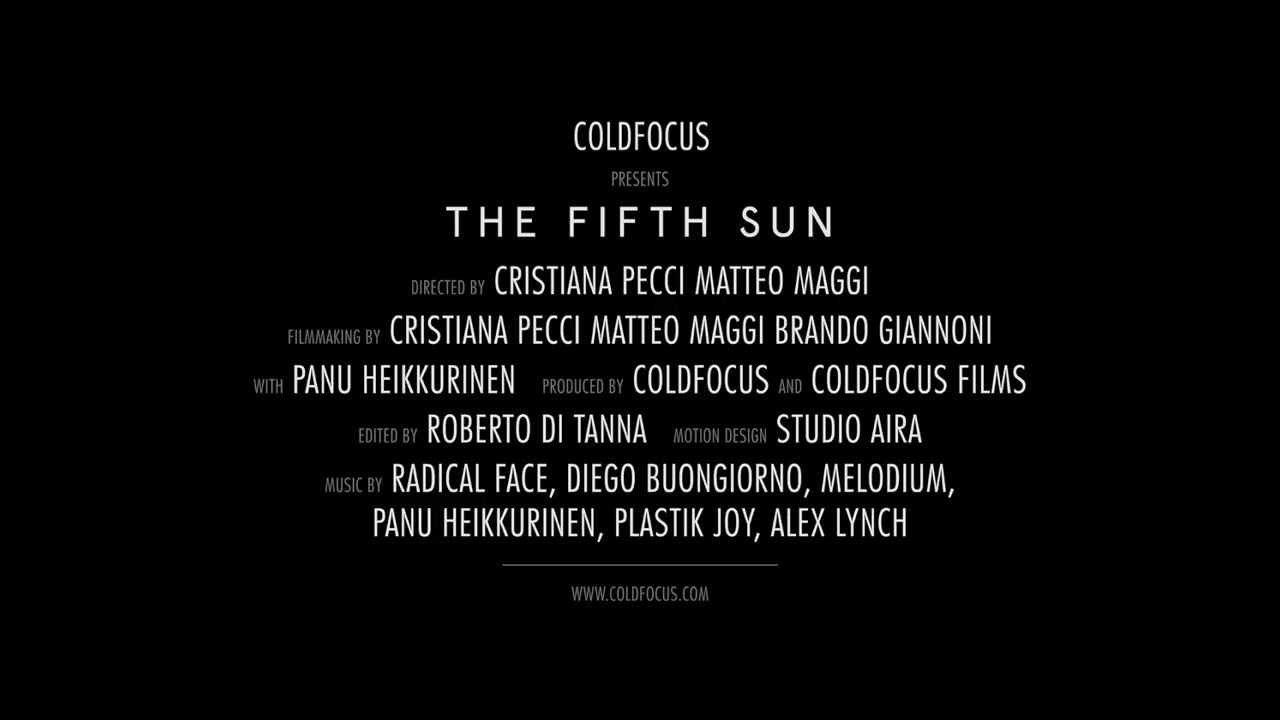 COLDFOCUS
PRESENTS
THE FIFTH SUN
DIRECTED BY CRISTIANA PECCI MATTEO MAGGI
FILMMAKING BY CRISTIANA PECCI MATTEO MAGGI BRANDO GIANNONI
WITH PANU HEIKKURINEN PRODUCED BY COLDFOCUS AND COLDFOCUS FILMS
EDITED BY ROBERTO DI TANNA MOTION DESIGN STUDIO AIRA
MUSIC BY RADICAL FACE, DIEGO BUONGIORNO, MELODIUM,
PANU HEIKKURINEN, PLASTIK JOY, ALEX LYNCH
WWW.COLDFOCUS.COM